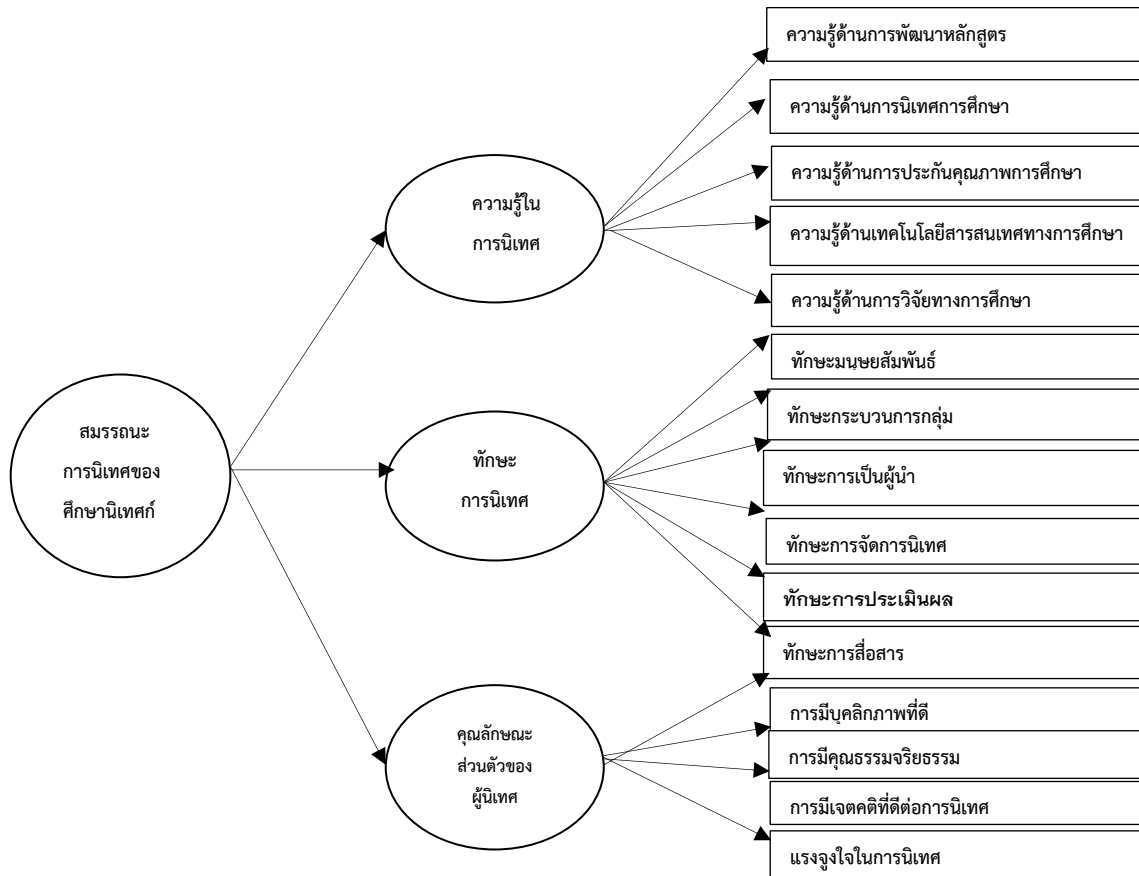 ความรู้ด้านการพัฒนาหลักสูตร
ความรู้ด้านการนิเทศการศึกษา
ความรู้ใน
การนิเทศ
ความรู้ด้านการประกันคุณภาพการศึกษา
ความรู้ด้านเทคโนโลยีสารสนเทศทางการศึกษา
ความรู้ด้านการวิจัยทางการศึกษา
สมรรถนะ
การนิเทศของ
ศึกษานิเทศก์
ทักษะ
การนิเทศ
ทักษะมนุษยสัมพันธ์
ทักษะกระบวนการกลุ่ม
ทักษะการเป็นผู้นำ
ทักษะการจัดการนิเทศ
ทักษะการประเมินผล
ทักษะการสื่อสาร
คุณลักษณะ
ส่วนตัวของ
ผู้นิเทศ
การมีบุคลิกภาพที่ดี
การมีคุณธรรมจริยธรรม
การมีเจตคติที่ดีต่อการนิเทศ
แรงจูงใจในการนิเทศ